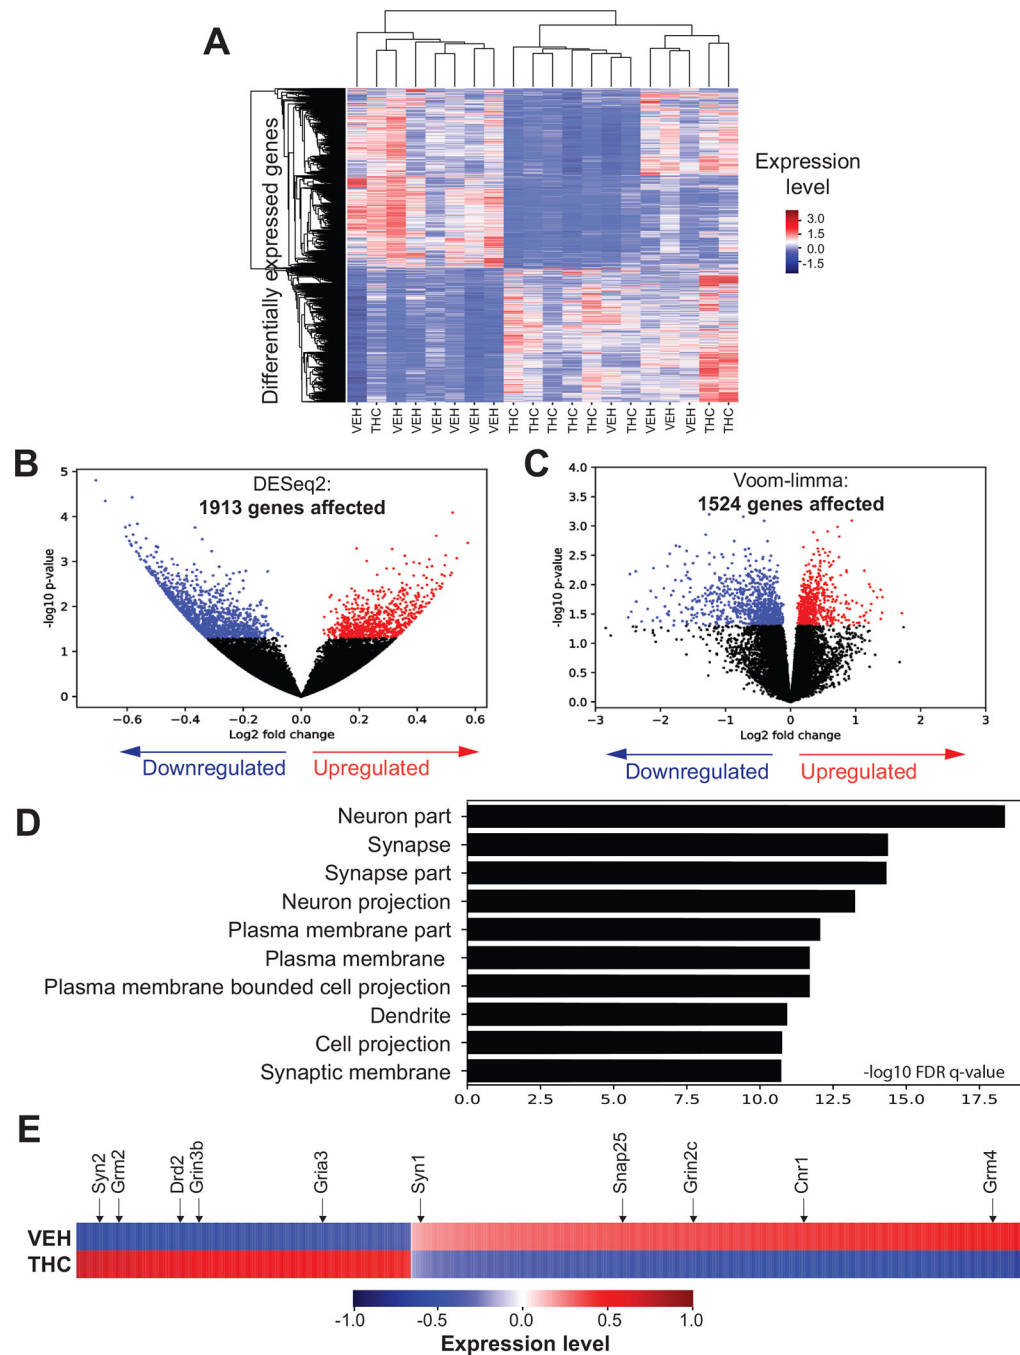 A
Differentially expressed genes
Expression
level
3.0
1.5
0.0
-1.5
VEH THC VEH VEH VEH VEH VEH VEH THC THC THC THC THC VEH THC VEH VEH VEH THC THC
B
DESeq2:
1913 genes affected
-log10 p-value
5
4
3
2
1
0
−0.6 −0.4 −0.2 0.0 0.2 0.4 0.6
Log2 fold change
Downregulated Upregulated
C
Voom-limma:
1524 genes affected
-log10 p-value
4.0
3.5
3.0
2.5
2.0
1.5
1.0
0.5
0.0
−3 −2 −1 0 1 2 3
Log2 fold change
Downregulated Upregulated
D
Neuron part
Synapse
Synapse part
Neuron projection
Plasma membrane part
Plasma membrane
Plasma membrane bounded cell projection
Dendrite
Cell projection
Synaptic membrane
-log10 FDR q-value
0.0 2.5 5.0 7.5 10.0 12.5 15.0 17.5
E
Syn2 Grm2 Drd2 Grin3b Gria3 Syn1 Snap25 Grin2c Cnr1 Grm4
VEH
THC
-1.0 -0.5 0.0 0.5 1.0
Expression level